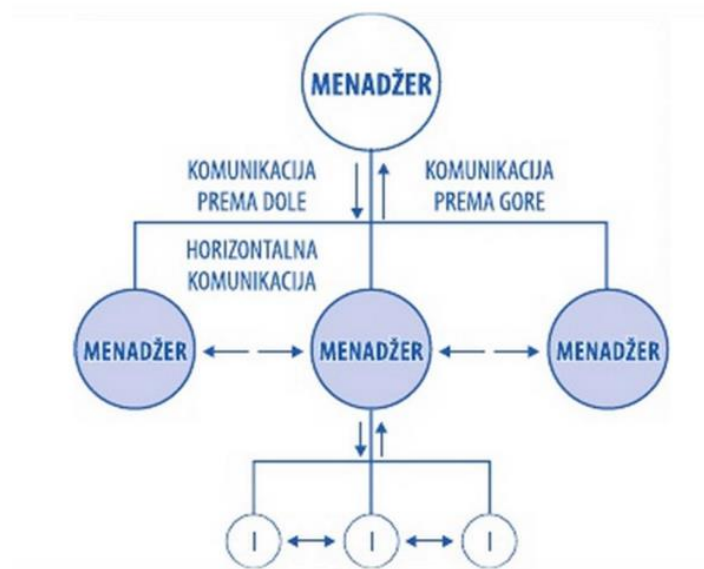 MENADŽER
KOMUNIKACIJA
PREMA DOLE
KOMUNIKACIJA
PREMA GORE
HORIZONTALNA
KOMUNIKACIJA
MENADŽER
MENADŽER
MENADŽER
I
I
I